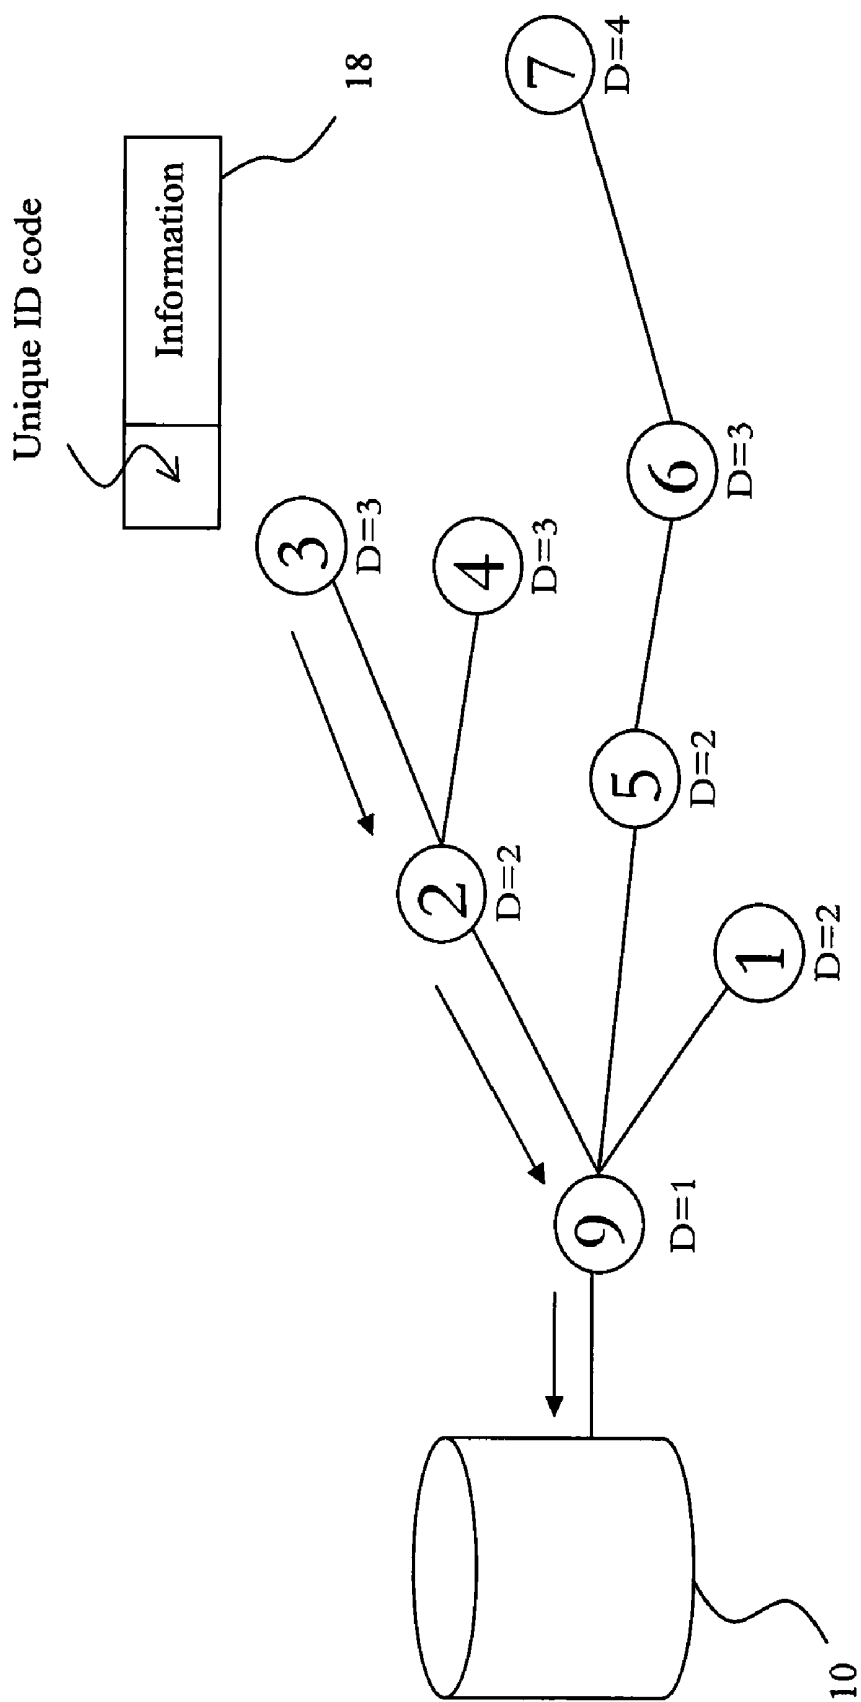 Unique ID code
Information
18
3
D=3
4
D=3
7
D=4
2
D=2
6
D=3
5
D=2
9
D=1
1
D=2
10